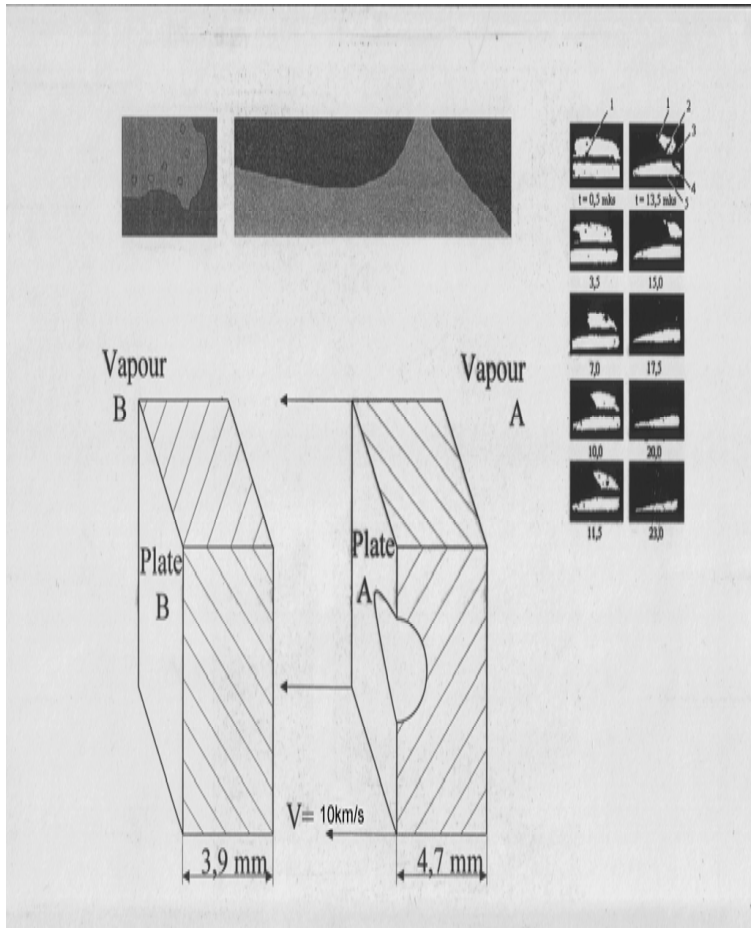 1
1
2
3
4
5
t = 0,5 mks
t = 13,5 mks
3,5
15,0
7,0
17,5
10,0
20,0
11,5
23,0
Vapour
B
Vapour
A
Plate
B
Plate
A
V= 10km/s
3,9 mm
4,7 mm